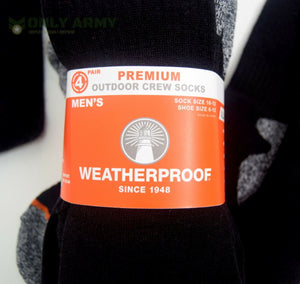 ONLY ARMY
4 PAIR
PREMIUM
OUTDOOR CREW SOCKS
MEN'S
SOCK SIZE 10-13
SHOE SIZE 6-12
WEATHERPROOF
SINCE 1948